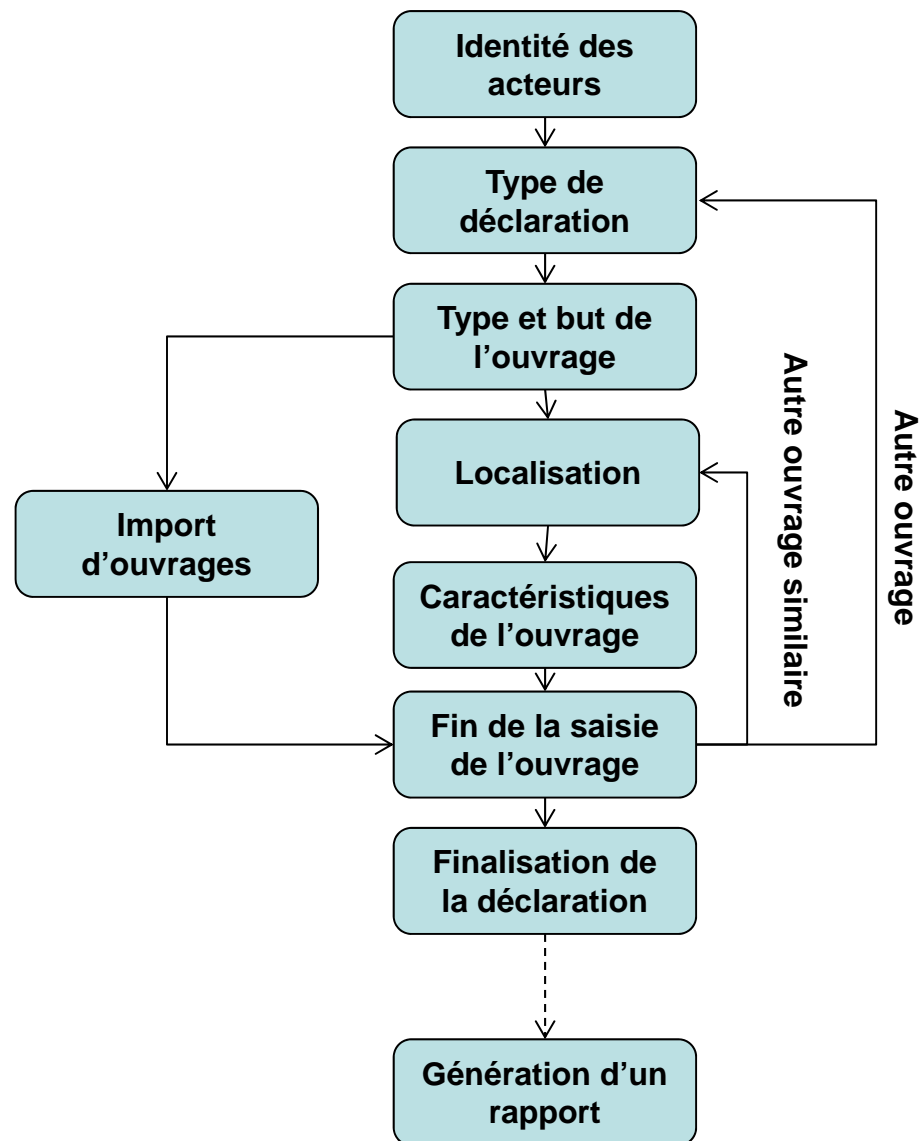 Identité des
acteurs
Type de
déclaration
Type et but de
l’ouvrage
Localisation
Import
d’ouvrages
Caractéristiques
de l’ouvrage
Fin de la saisie
de l’ouvrage
Autre ouvrage similaire
Autre ouvrage
Finalisation de
la déclaration
Génération d’un
rapport